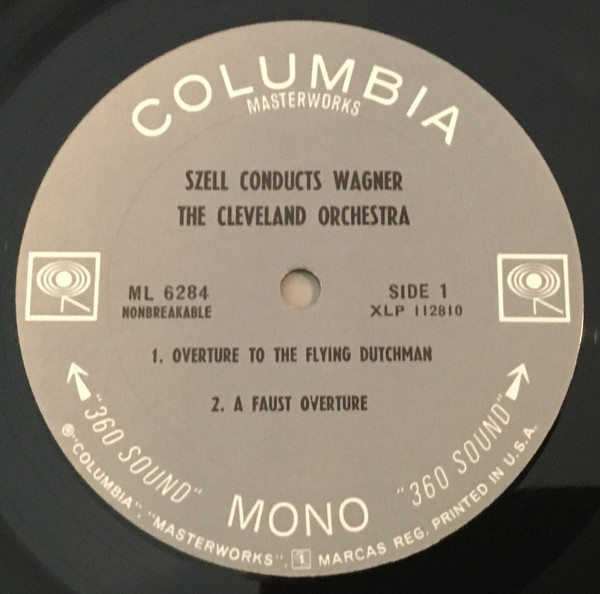 COLUMBIA
MASTERWORKS
SZELL CONDUCTS WAGNER
THE CLEVELAND ORCHESTRA
ML 6284
NONBREAKABLE
SIDE 1
XLP 112810
1. OVERTURE TO THE FLYING DUTCHMAN
2. A FAUST OVERTURE
"360 SOUND" MONO "360 SOUND"
® "COLUMBIA", "MASTERWORKS", 1 MARCAS REG. PRINTED IN U.S.A.